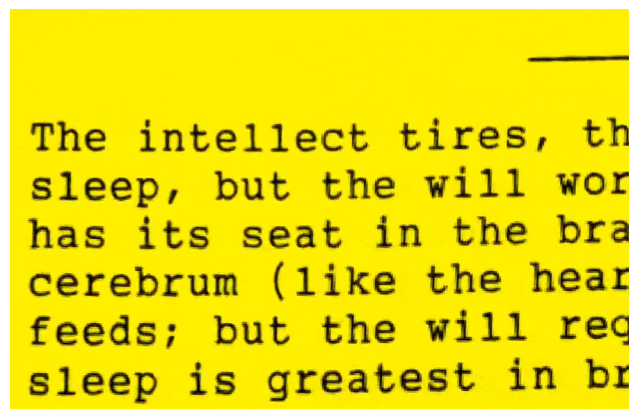 The intellect tires, th
sleep, but the will wor
has its seat in the bra
cerebrum (like the hear
feeds; but the will req
sleep is greatest in br